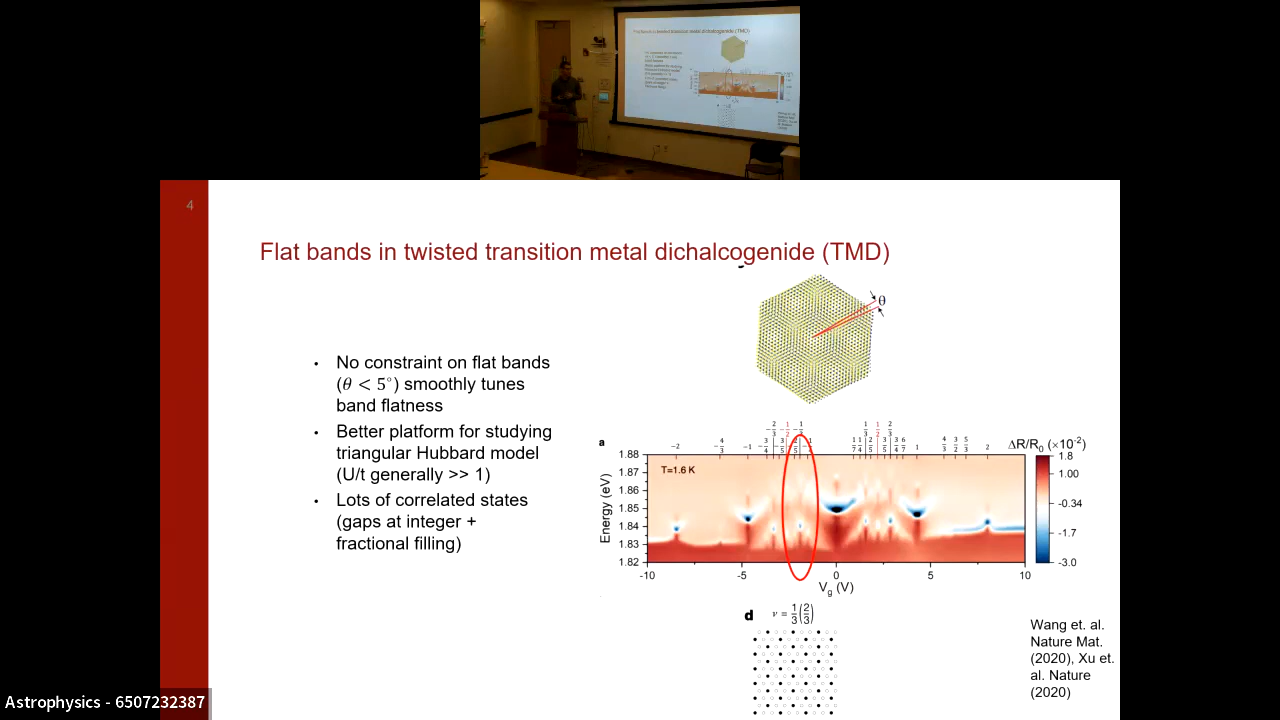 4
Flat bands in twisted transition metal dichalcogenide (TMD)
θ
• No constraint on flat bands
(θ < 5°) smoothly tunes
band flatness
• Better platform for studying
triangular Hubbard model
(U/t generally >> 1)
• Lots of correlated states
(gaps at integer +
fractional filling)
a
ΔR/R0 (×10-2)
T=1.6 K
Energy (eV)
1.88
1.87
1.86
1.85
1.84
1.83
1.82
-10 -5 0 5 10
Vg (V)
1.8
1.00
-0.34
-1.7
-3.0
d ν = 1/3 (2/3)
Wang et. al.
Nature Mat.
(2020), Xu et.
al. Nature
(2020)
Astrophysics - 6507232387